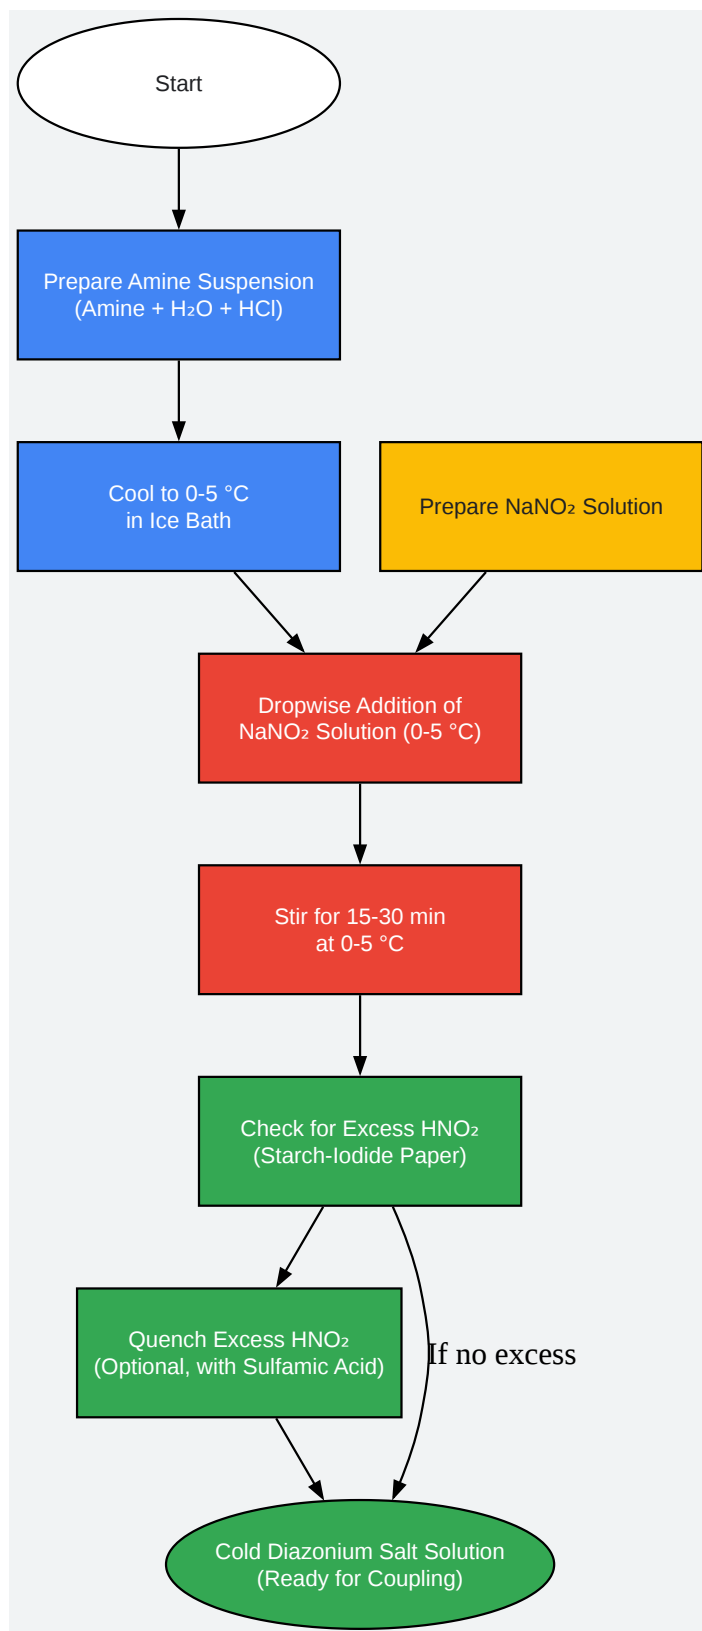 Start
Prepare Amine Suspension
(Amine + H₂O + HCl)
Cool to 0-5 °C
in Ice Bath
Prepare NaNO₂ Solution
Dropwise Addition of
NaNO₂ Solution (0-5 °C)
Stir for 15-30 min
at 0-5 °C
Check for Excess HNO₂
(Starch-Iodide Paper)
Quench Excess HNO₂
(Optional, with Sulfamic Acid)
If no excess
Cold Diazonium Salt Solution
(Ready for Coupling)